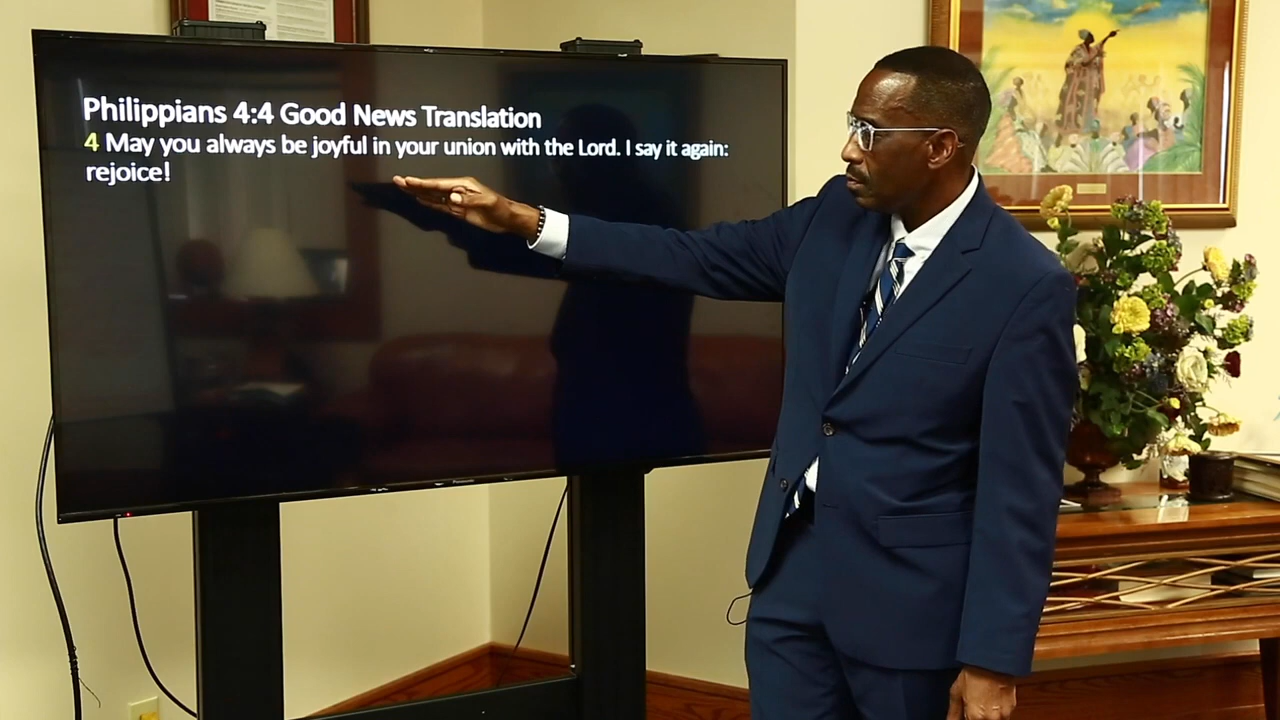 Philippians 4:4 Good News Translation
4 May you always be joyful in your union with the Lord. I say it again:
rejoice!
Panasonic